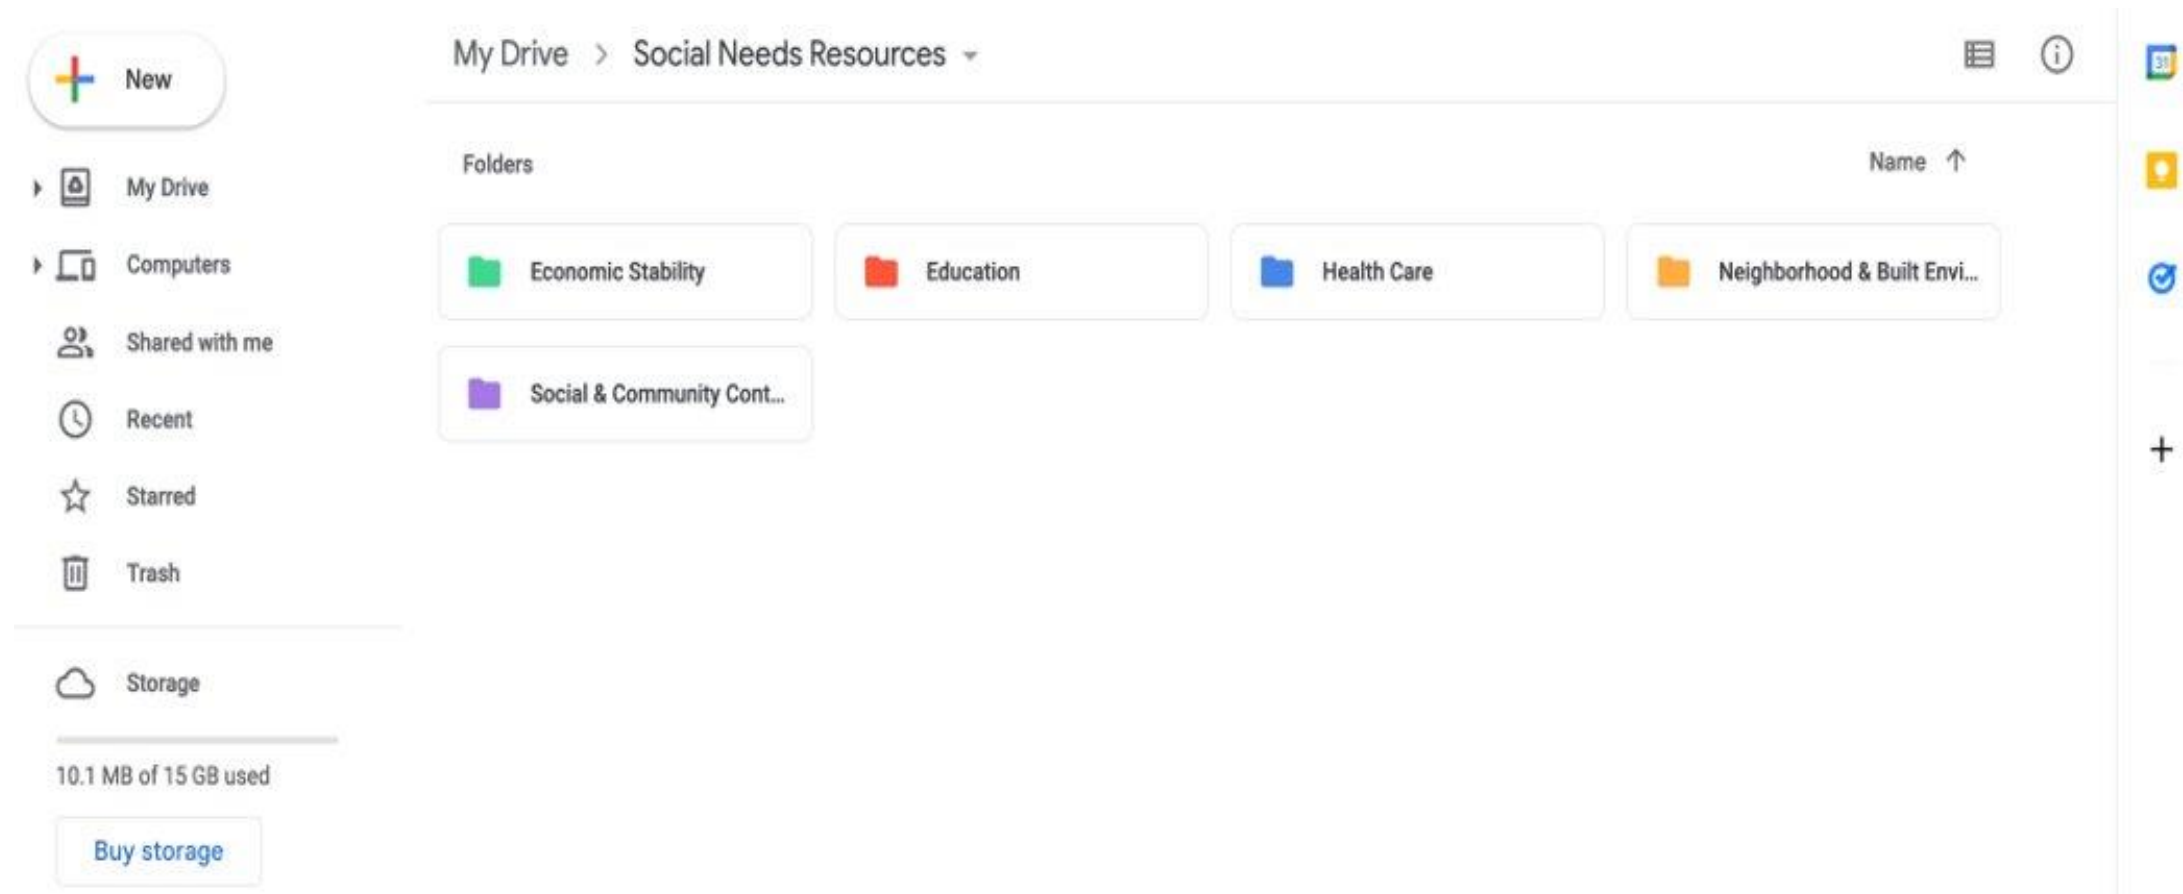 New
My Drive
Computers
Shared with me
Recent
Starred
Trash
Storage
10.1 MB of 15 GB used
Buy storage
My Drive > Social Needs Resources
Folders
Name ↑
Economic Stability
Education
Health Care
Neighborhood & Built Envi...
Social & Community Cont...
31